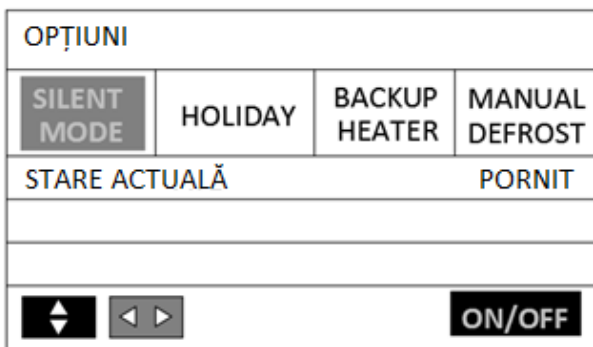 OPȚIUNI
SILENT MODE
HOLIDAY
BACKUP HEATER
MANUAL DEFROST
STARE ACTUALĂ PORNIT
ON/OFF